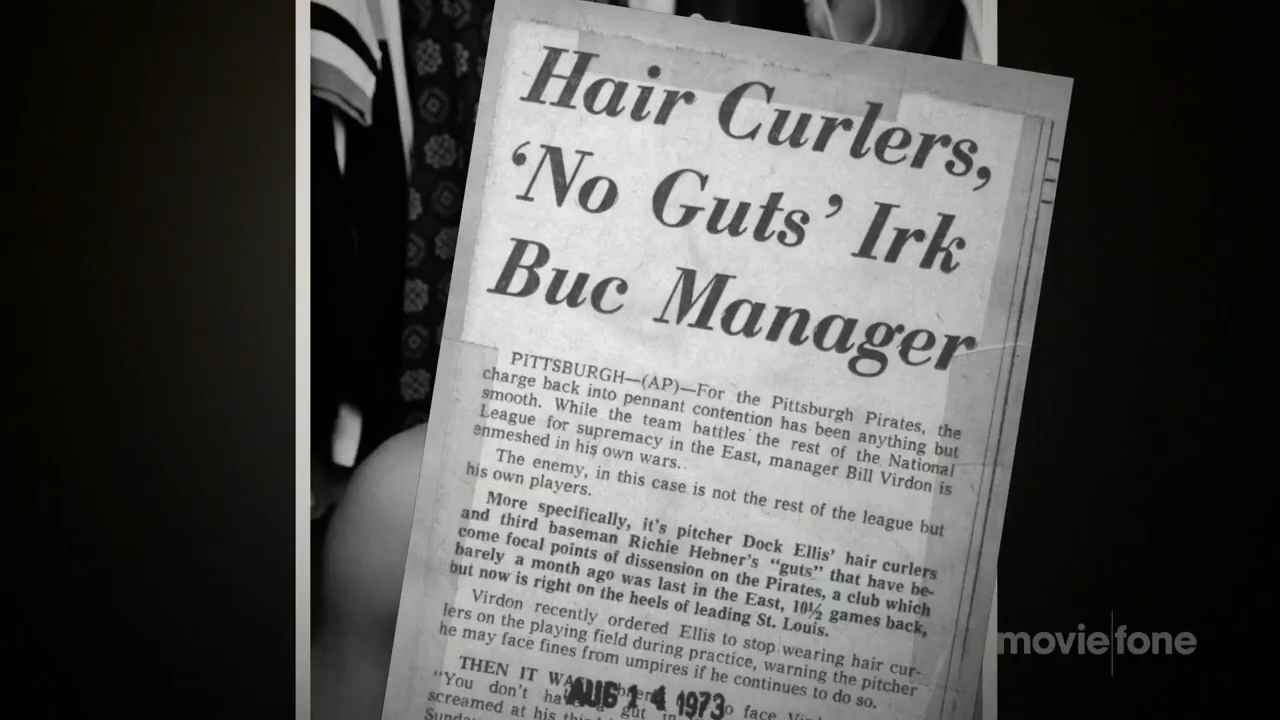 Hair Curlers,
‘No Guts’ Irk
Buc Manager
PITTSBURGH—(AP)—For the Pittsburgh Pirates, the
charge back into pennant contention has been anything but
smooth. While the team battles the rest of the National
League for supremacy in the East, manager Bill Virdon is
enmeshed in his own wars..
The enemy, in this case is not the rest of the league but
his own players.
More specifically, it's pitcher Dock Ellis' hair curlers
and third baseman Richie Hebner's "guts" that have be-
come focal points of dissension on the Pirates, a club which
barely a month ago was last in the East, 10½ games back,
but now is right on the heels of leading St. Louis.
Virdon recently ordered Ellis to stop wearing hair cur-
lers on the playing field during practice, warning the pitcher
he may face fines from umpires if he continues to do so.
THEN IT face
"You don't gut
screamed at his
AUG 14 1973
movie|fone